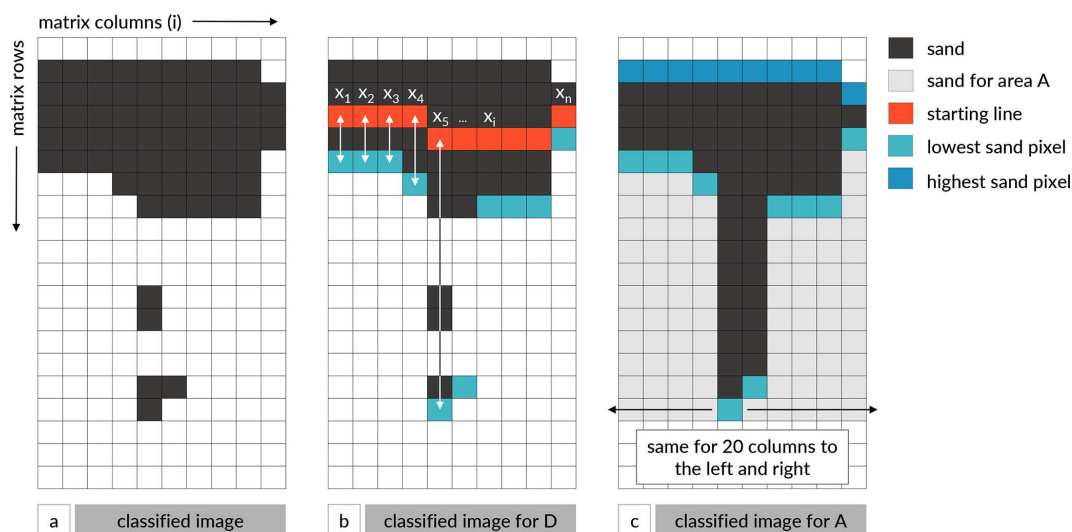 matrix columns (i)
matrix rows
x1 x2 x3 x4
xn
x5 ... xi
sand
sand for area A
starting line
lowest sand pixel
highest sand pixel
same for 20 columns to
the left and right
a classified image
b classified image for D
c classified image for A